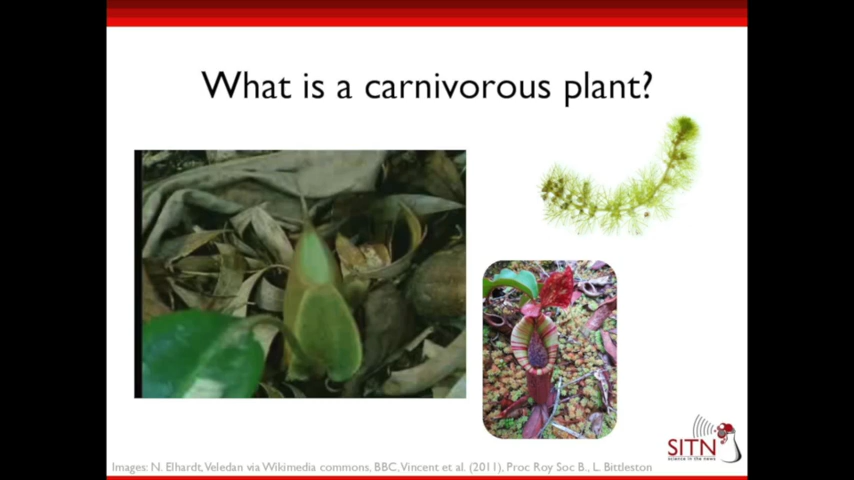 What is a carnivorous plant?
SITN
science in the news
Images: N. Elhardt, Veledan via Wikimedia commons, BBC, Vincent et al. (2011), Proc Roy Soc B., L. Bittleston